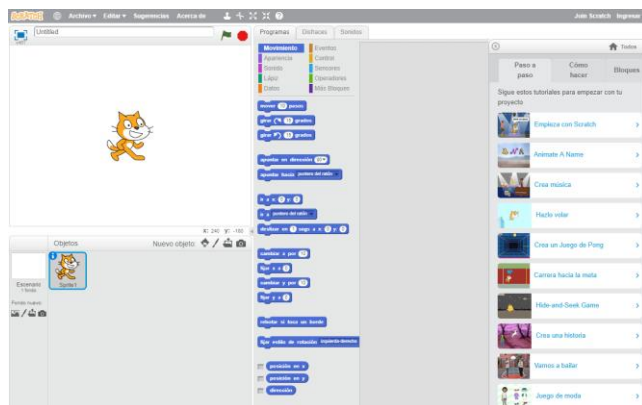 SCRATCH Archivo Editar Sugerencias Acerca de Join Scratch Ingresar
Untitled
Programas Disfraces Sonidos
Movimiento Eventos
Apariencia Control
Sonido Sensores
Lápiz Operadores
Datos Más Bloques
mover 10 pasos
girar 15 grados
girar 15 grados
apuntar en dirección 90
apuntar hacia puntero del ratón
ir a x: 0 y: 0
ir a puntero del ratón
deslizar en 1 segs a x: 0 y: 0
cambiar x por 10
fijar x a 0
cambiar y por 10
fijar y a 0
rebotar si toca un borde
fijar estilo de rotación izquierda-derecha
posición en x
posición en y
dirección
X: 240 Y: -180
Objetos Nuevo objeto
Escenario
1 fondo
Fondo nuevo
Sprite1
Todos
Paso a paso
Cómo hacer
Bloques
Sigue estos tutoriales para empezar con tu
proyecto
Empieza con Scratch
Animate A Name
Crea música
Hazlo volar
Crea un Juego de Pong
Carrera hacia la meta
Hide-and-Seek Game
Crea una historia
Vamos a bailar
Juego de moda